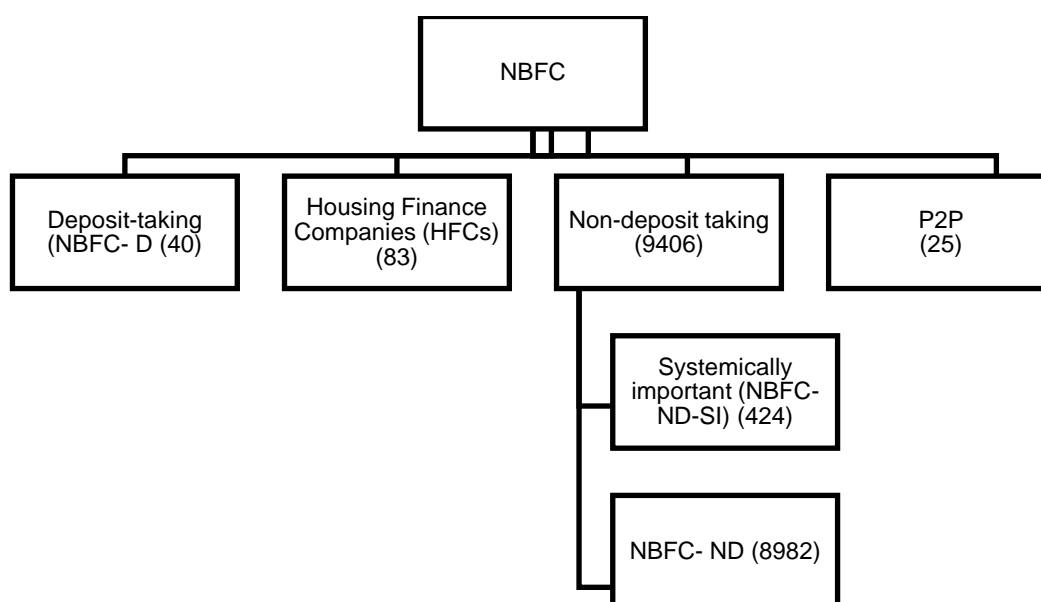 NBFC
Deposit-taking
(NBFC- D (40)
Housing Finance
Companies (HFCs)
(83)
Non-deposit taking
(9406)
P2P
(25)
Systemically
important (NBFC-
ND-SI) (424)
NBFC- ND (8982)